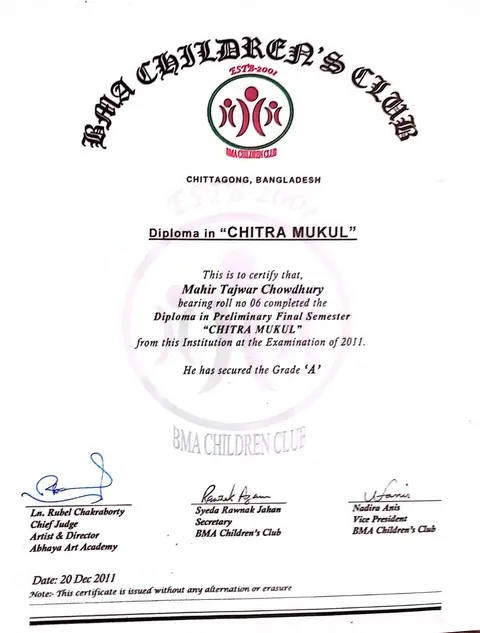 BMA CHILDREN'S CLUB
ESTB-2001
BMA CHILDREN CLUB
CHITTAGONG, BANGLADESH
ESTB-2001
Diploma in “CHITRA MUKUL”
This is to certify that,
Mahir Tajwar Chowdhury
bearing roll no 06 completed the
Diploma in Preliminary Final Semester
“CHITRA MUKUL”
from this Institution at the Examination of 2011.
He has secured the Grade ‘A’
BMA CHILDREN CLUB
Ln. Rubel Chakraborty
Chief Judge
Artist & Director
Abhaya Art Academy
Syeda Rawnak Jahan
Secretary
BMA Children's Club
Nadira Anis
Vice President
BMA Children's Club
Date: 20 Dec 2011
Note:- This certificate is issued without any alternation or erasure